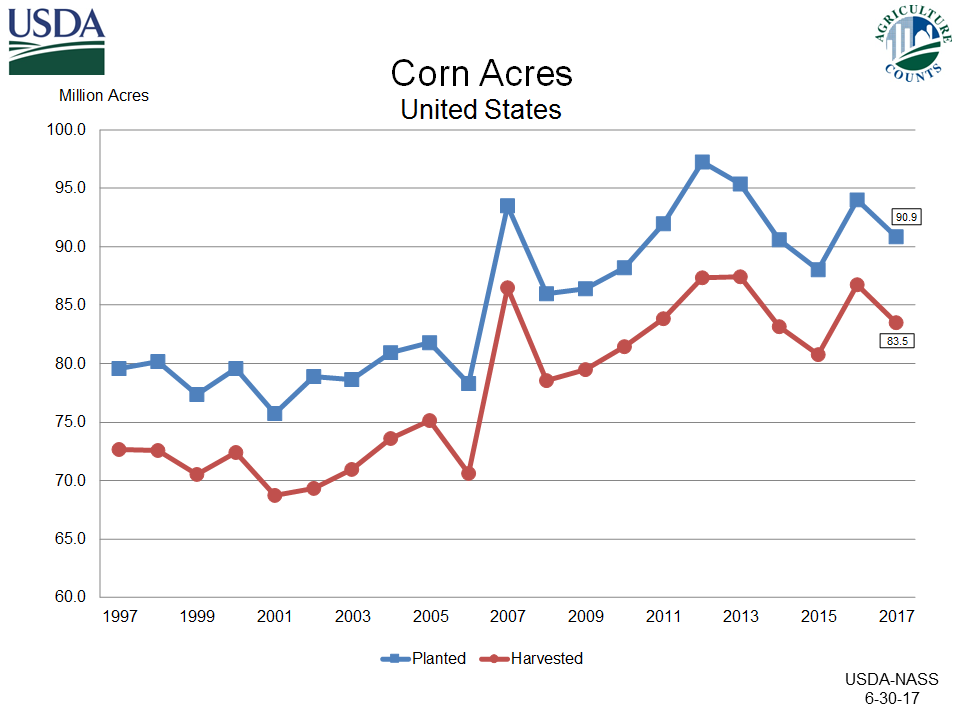 USDA
AGRICULTURE
COUNTS
Corn Acres
United States
Million Acres
100.0
95.0
90.0
85.0
80.0
75.0
70.0
65.0
60.0
90.9
83.5
1997 1999 2001 2003 2005 2007 2009 2011 2013 2015 2017
Planted Harvested
USDA-NASS
6-30-17